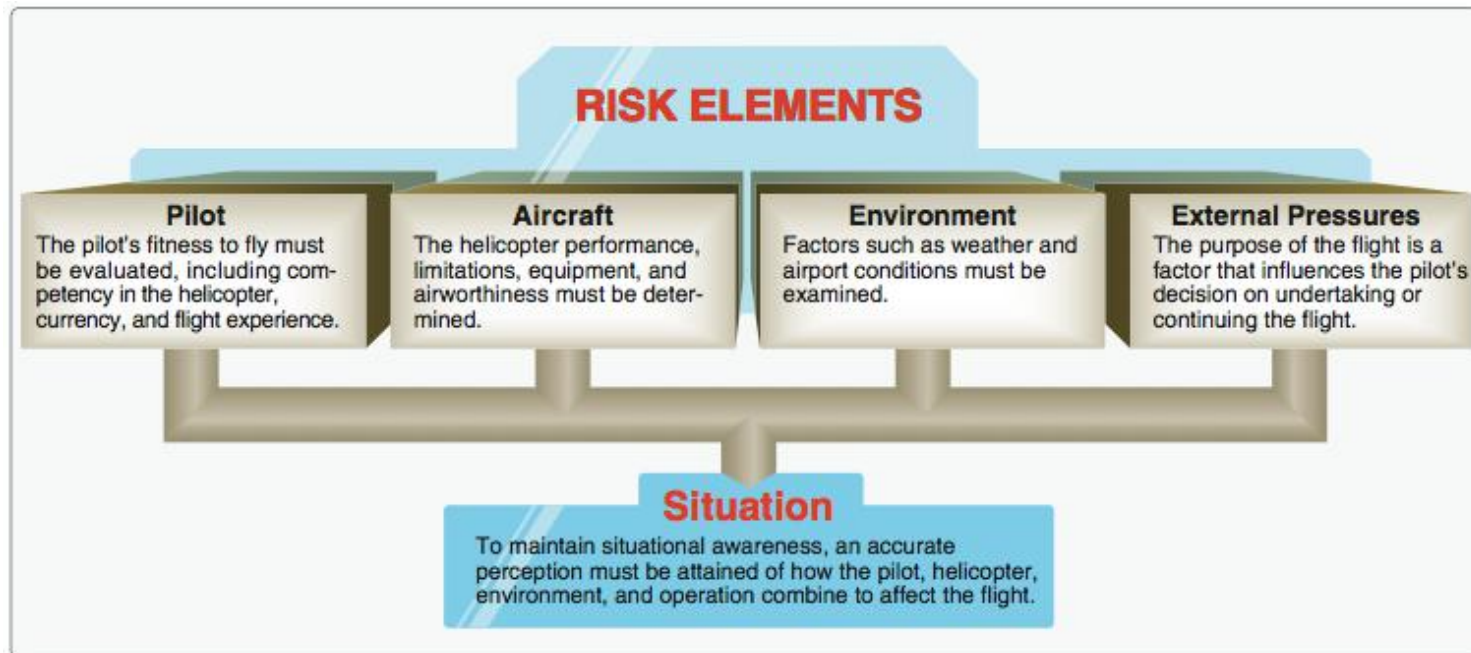 RISK ELEMENTS
Pilot
The pilot's fitness to fly must
be evaluated, including com-
petency in the helicopter,
currency, and flight experience.
Aircraft
The helicopter performance,
limitations, equipment, and
airworthiness must be deter-
mined.
Environment
Factors such as weather and
airport conditions must be
examined.
External Pressures
The purpose of the flight is a
factor that influences the pilot's
decision on undertaking or
continuing the flight.
Situation
To maintain situational awareness, an accurate
perception must be attained of how the pilot, helicopter,
environment, and operation combine to affect the flight.